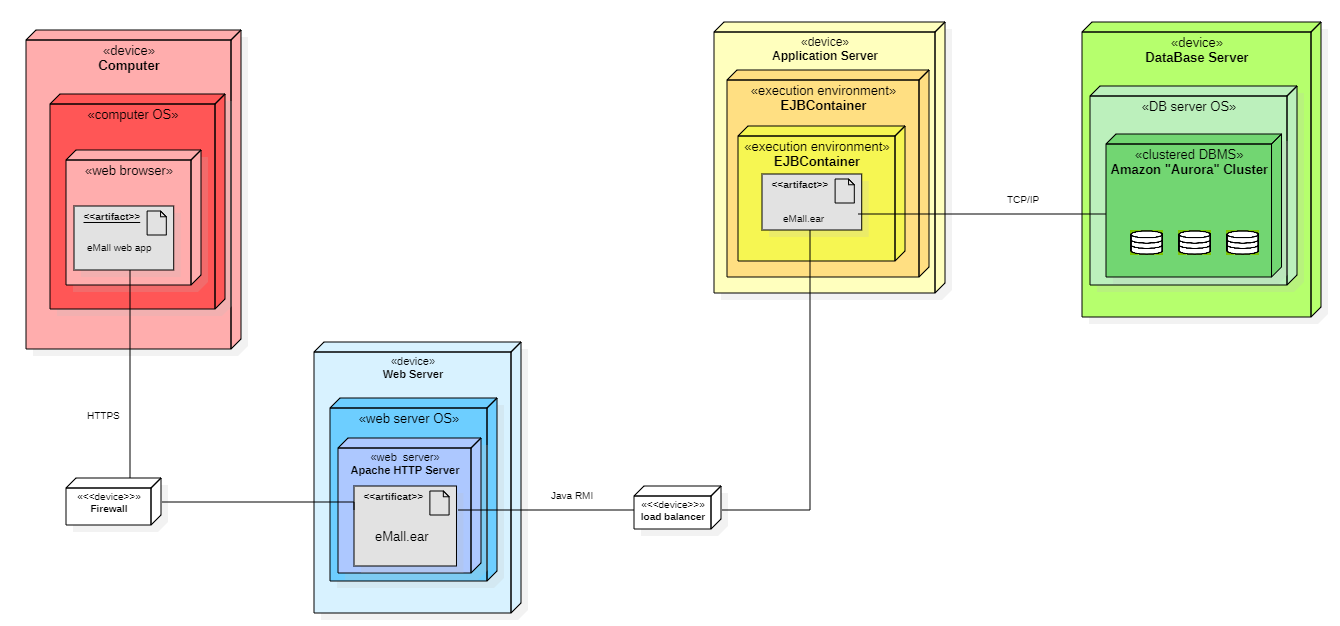 «device»
Computer
«computer OS»
«web browser»
<<artifact>>
eMall web app
HTTPS
«<<device>>»
Firewall
«device»
Web Server
«web server OS»
«web  server»
Apache HTTP Server
<<artificat>>
eMall.ear
Java RMI
«<<device>>»
load balancer
«device»
Application Server
«execution environment»
EJBContainer
«execution environment»
EJBContainer
<<artifact>>
eMall.ear
TCP/IP
«device»
DataBase Server
«DB server OS»
«clustered DBMS»
Amazon "Aurora" Cluster